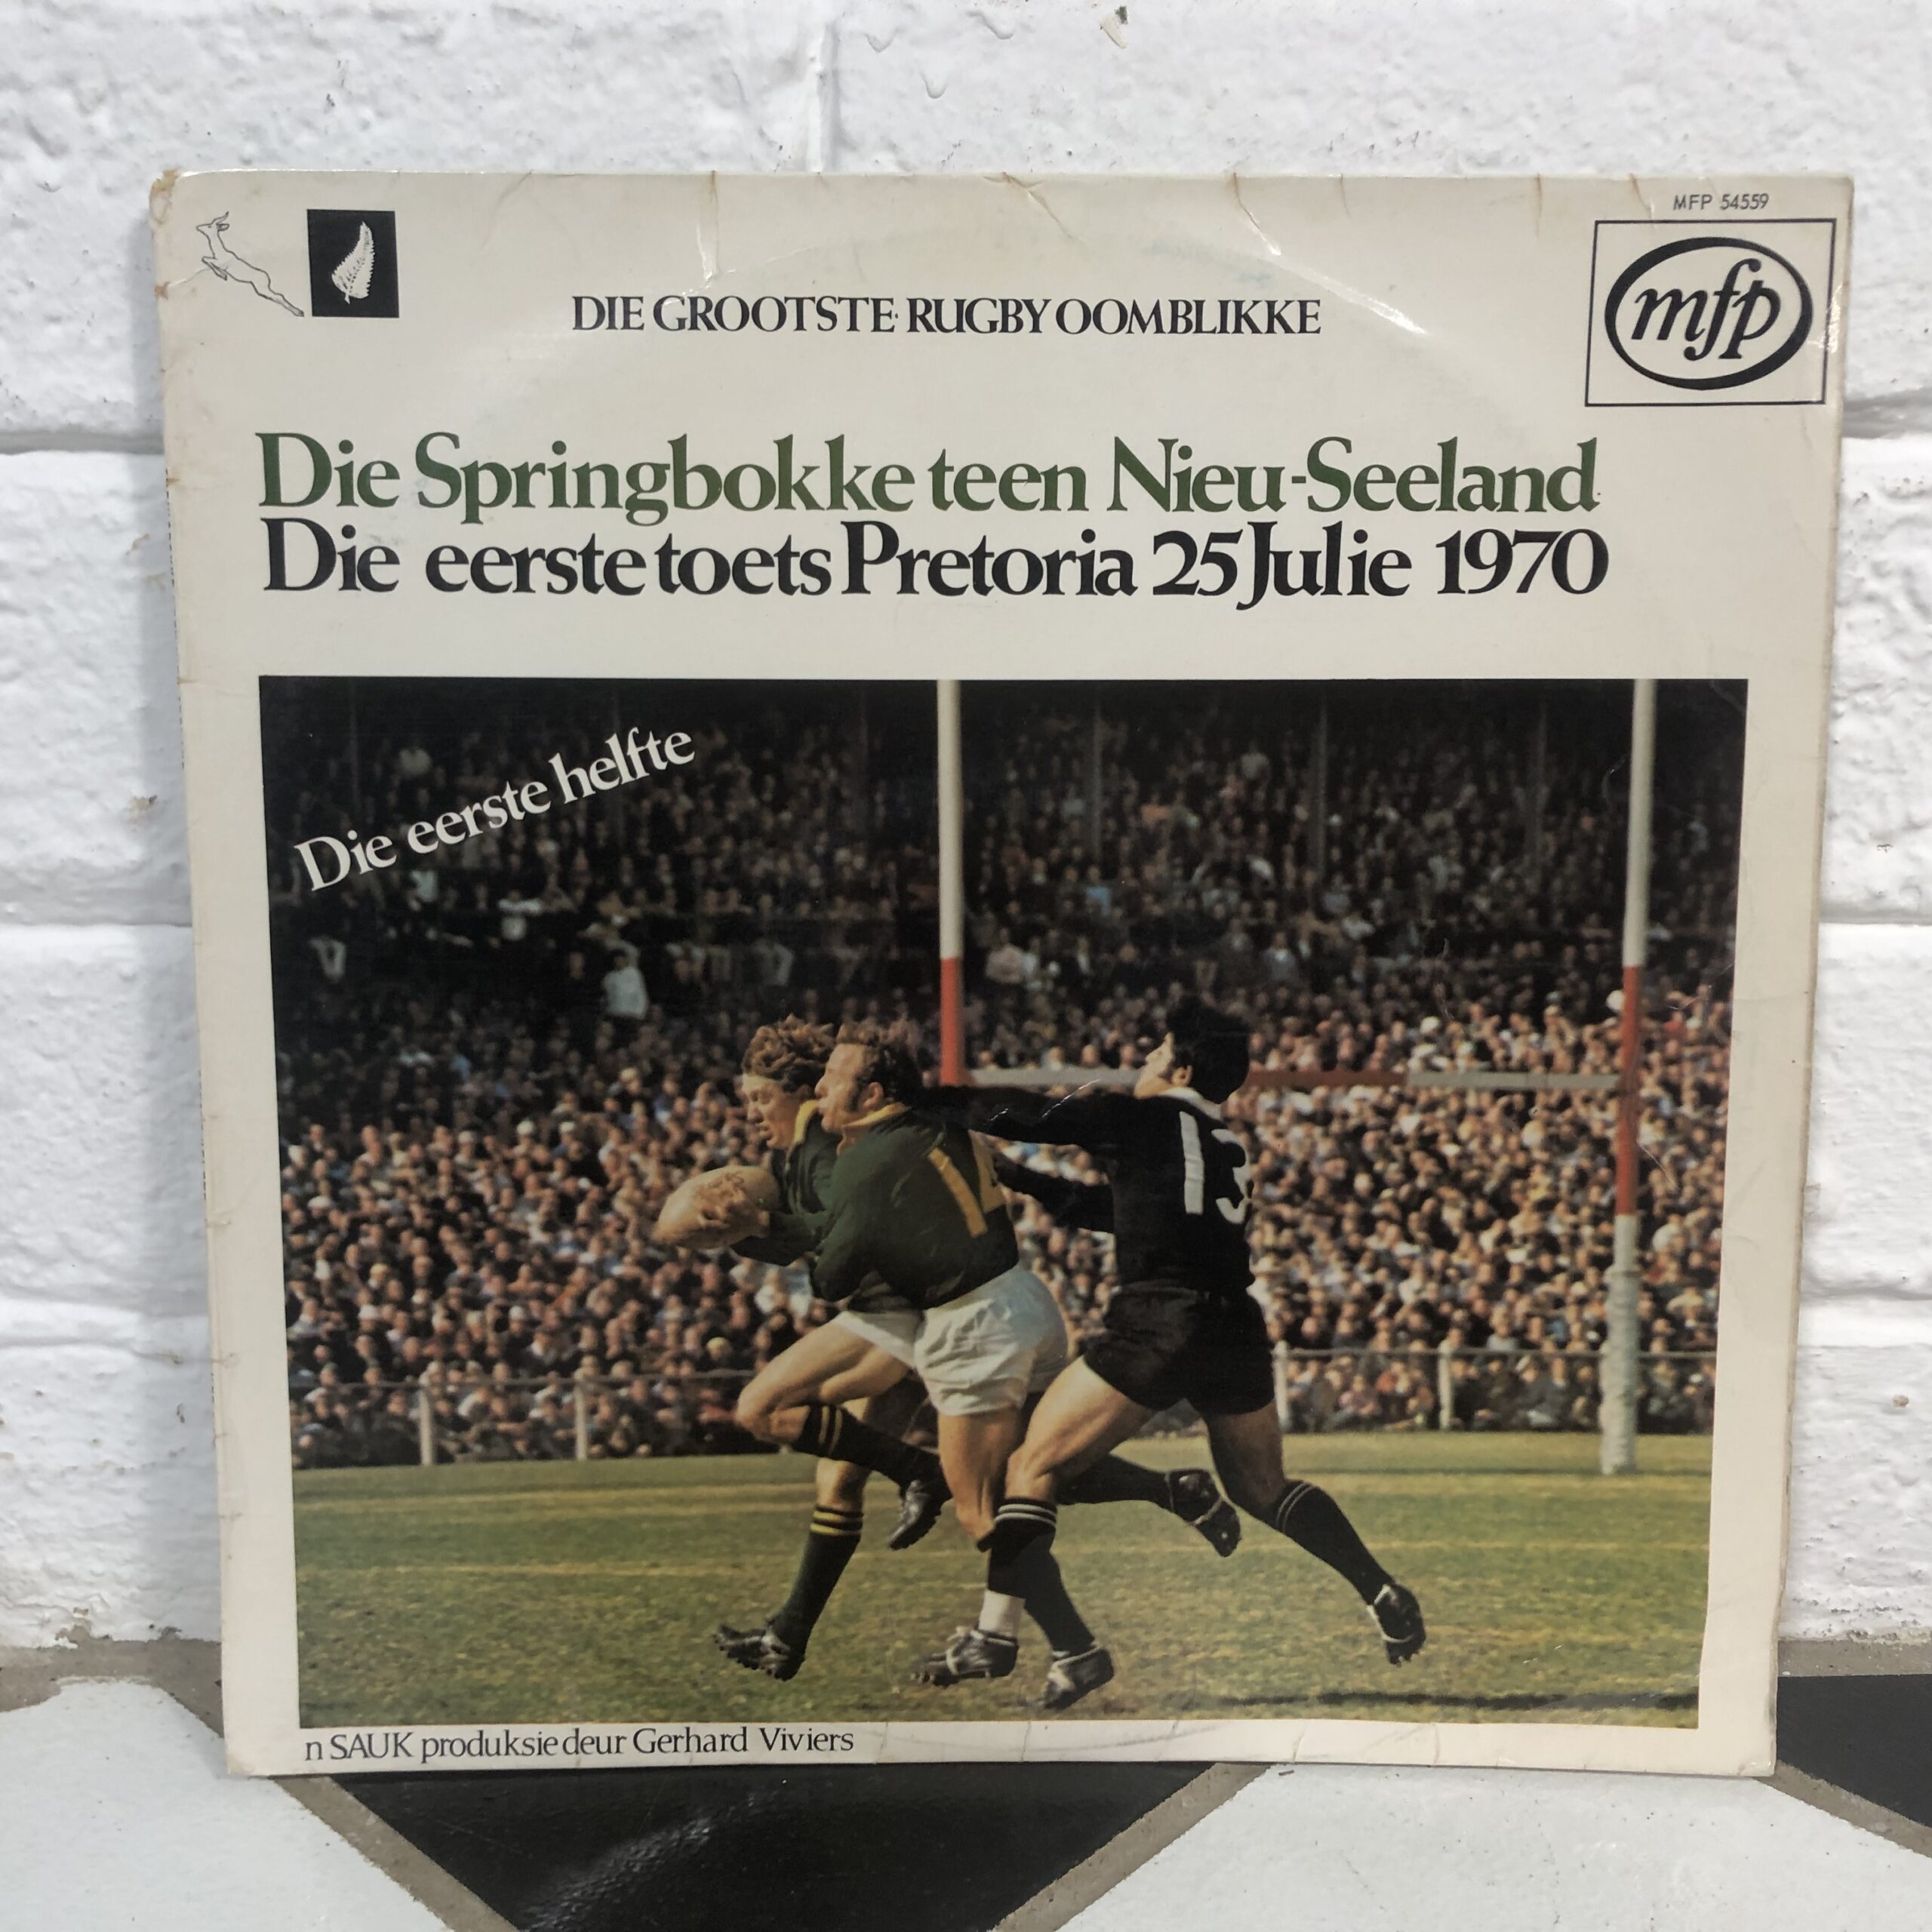 MFP 54559
mfp
DIE GROOTSTE RUGBY OOMBLIKKE
Die Springbokke teen Nieu-Seeland
Die eerste toets Pretoria 25 Julie 1970
Die eerste helfte
14
13
n SAUK produksie deur Gerhard Viviers